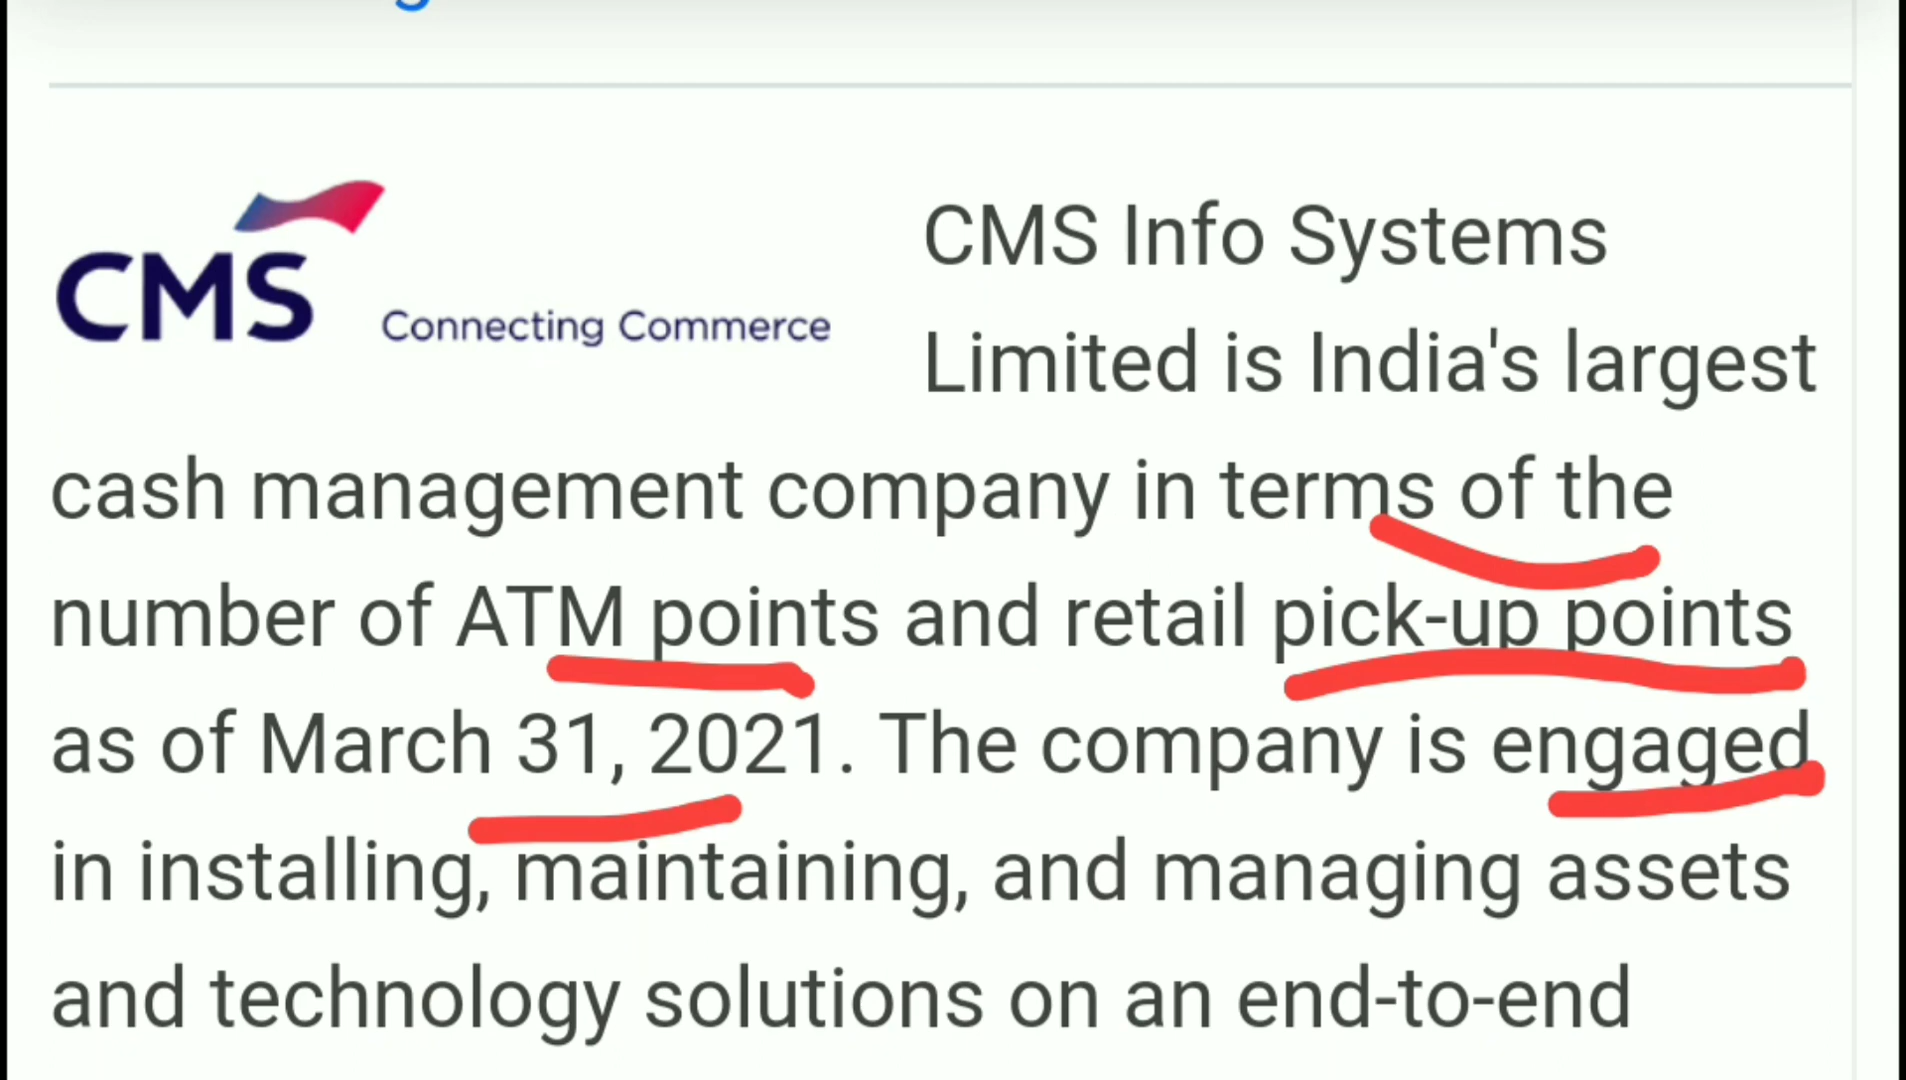 CMS Connecting Commerce
CMS Info Systems
Limited is India's largest
cash management company in terms of the
number of ATM points and retail pick-up points
as of March 31, 2021. The company is engaged
in installing, maintaining, and managing assets
and technology solutions on an end-to-end